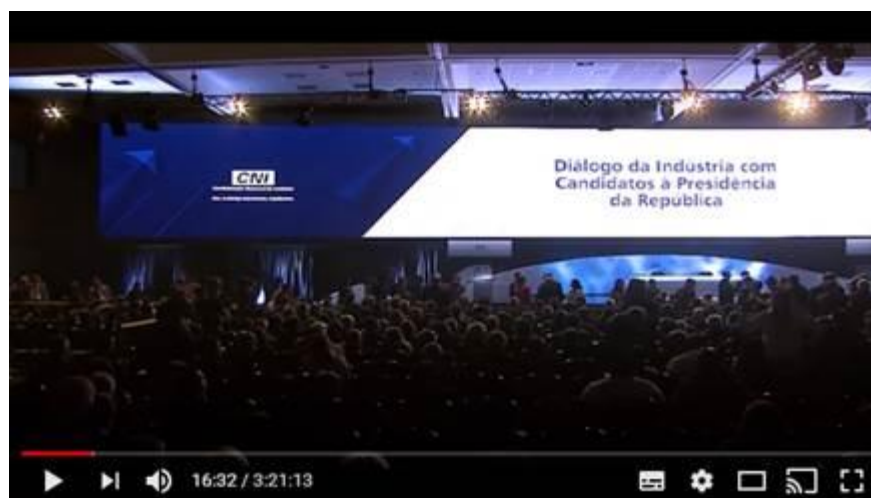 CNI
Diálogo da Indústria com
Candidatos à Presidência
da República
16:32 / 3:21:13